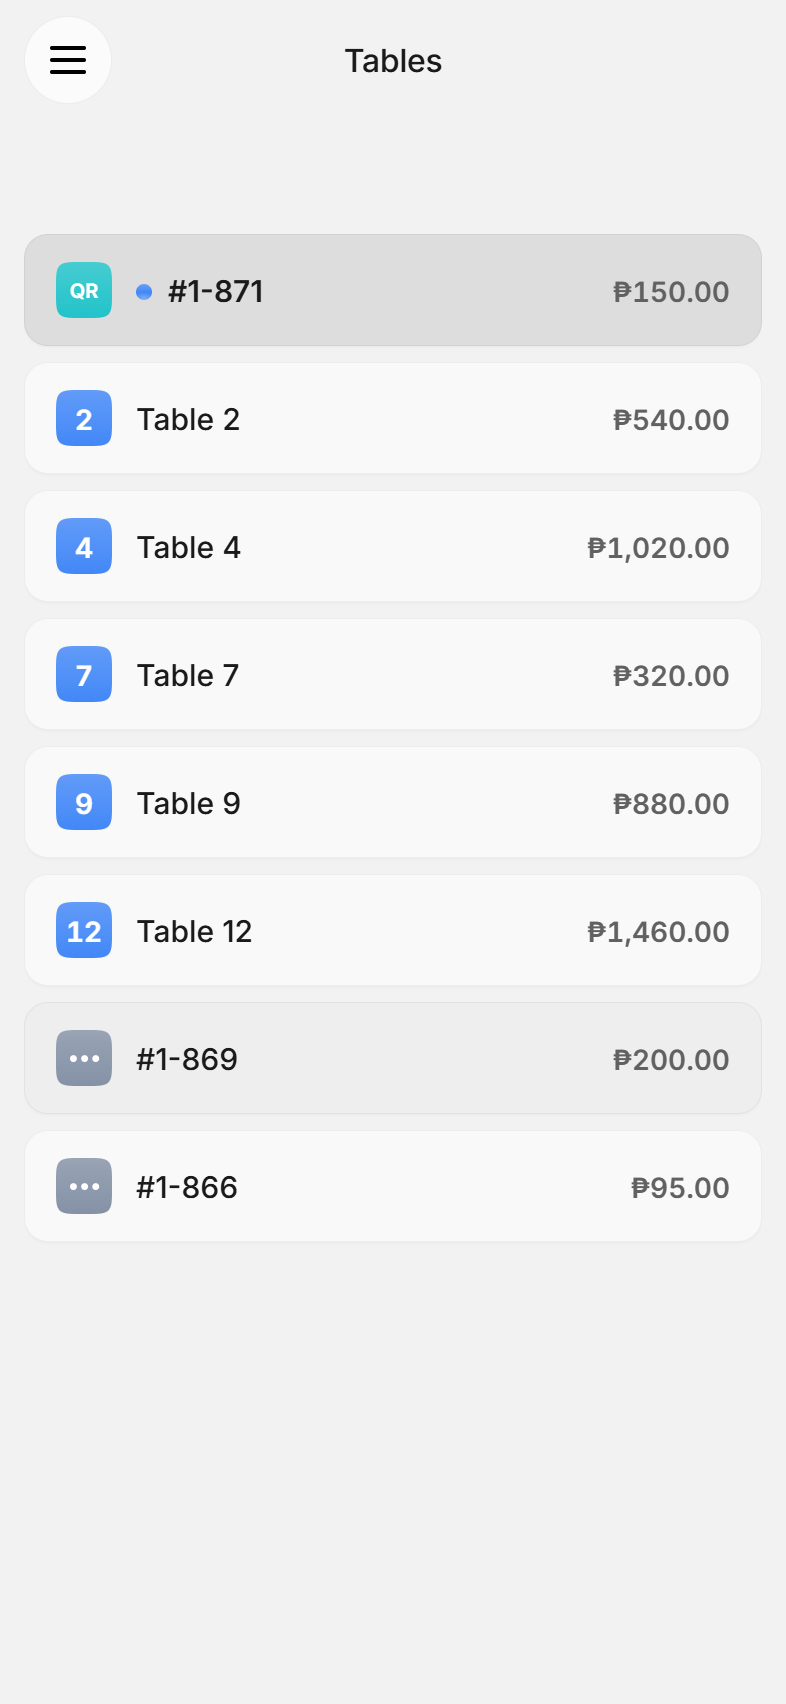 Tables
QR #1-871 ₱150.00
2 Table 2 ₱540.00
4 Table 4 ₱1,020.00
7 Table 7 ₱320.00
9 Table 9 ₱880.00
12 Table 12 ₱1,460.00
#1-869 ₱200.00
#1-866 ₱95.00